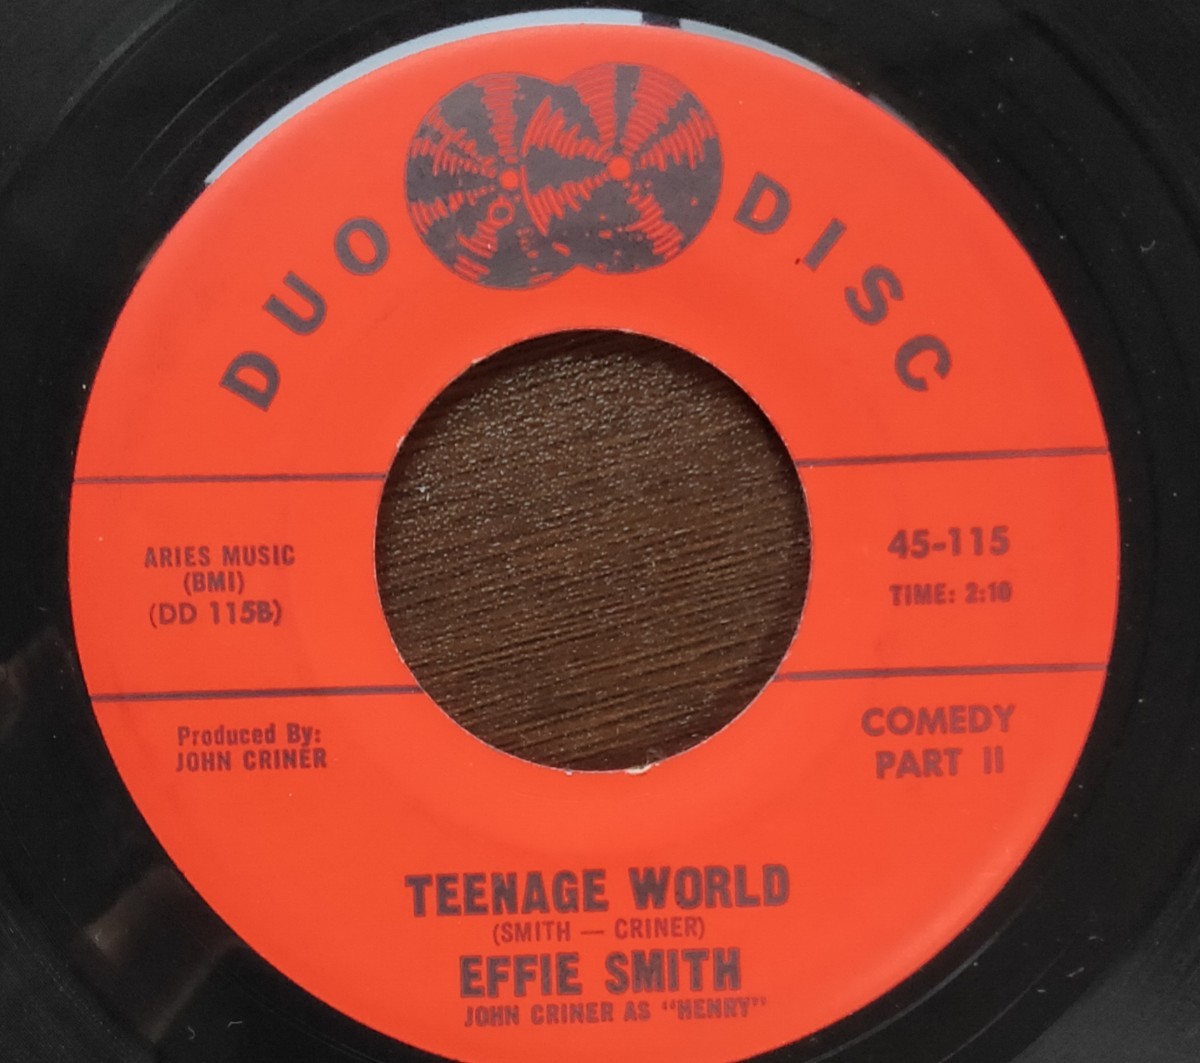 DUO DISC
ARIES MUSIC
(BMI)
(DD 115B)
45-115
TIME: 2:10
Produced By:
JOHN CRINER
COMEDY
PART II
TEENAGE WORLD
(SMITH — CRINER)
EFFIE SMITH
JOHN CRINER AS "HENRY"